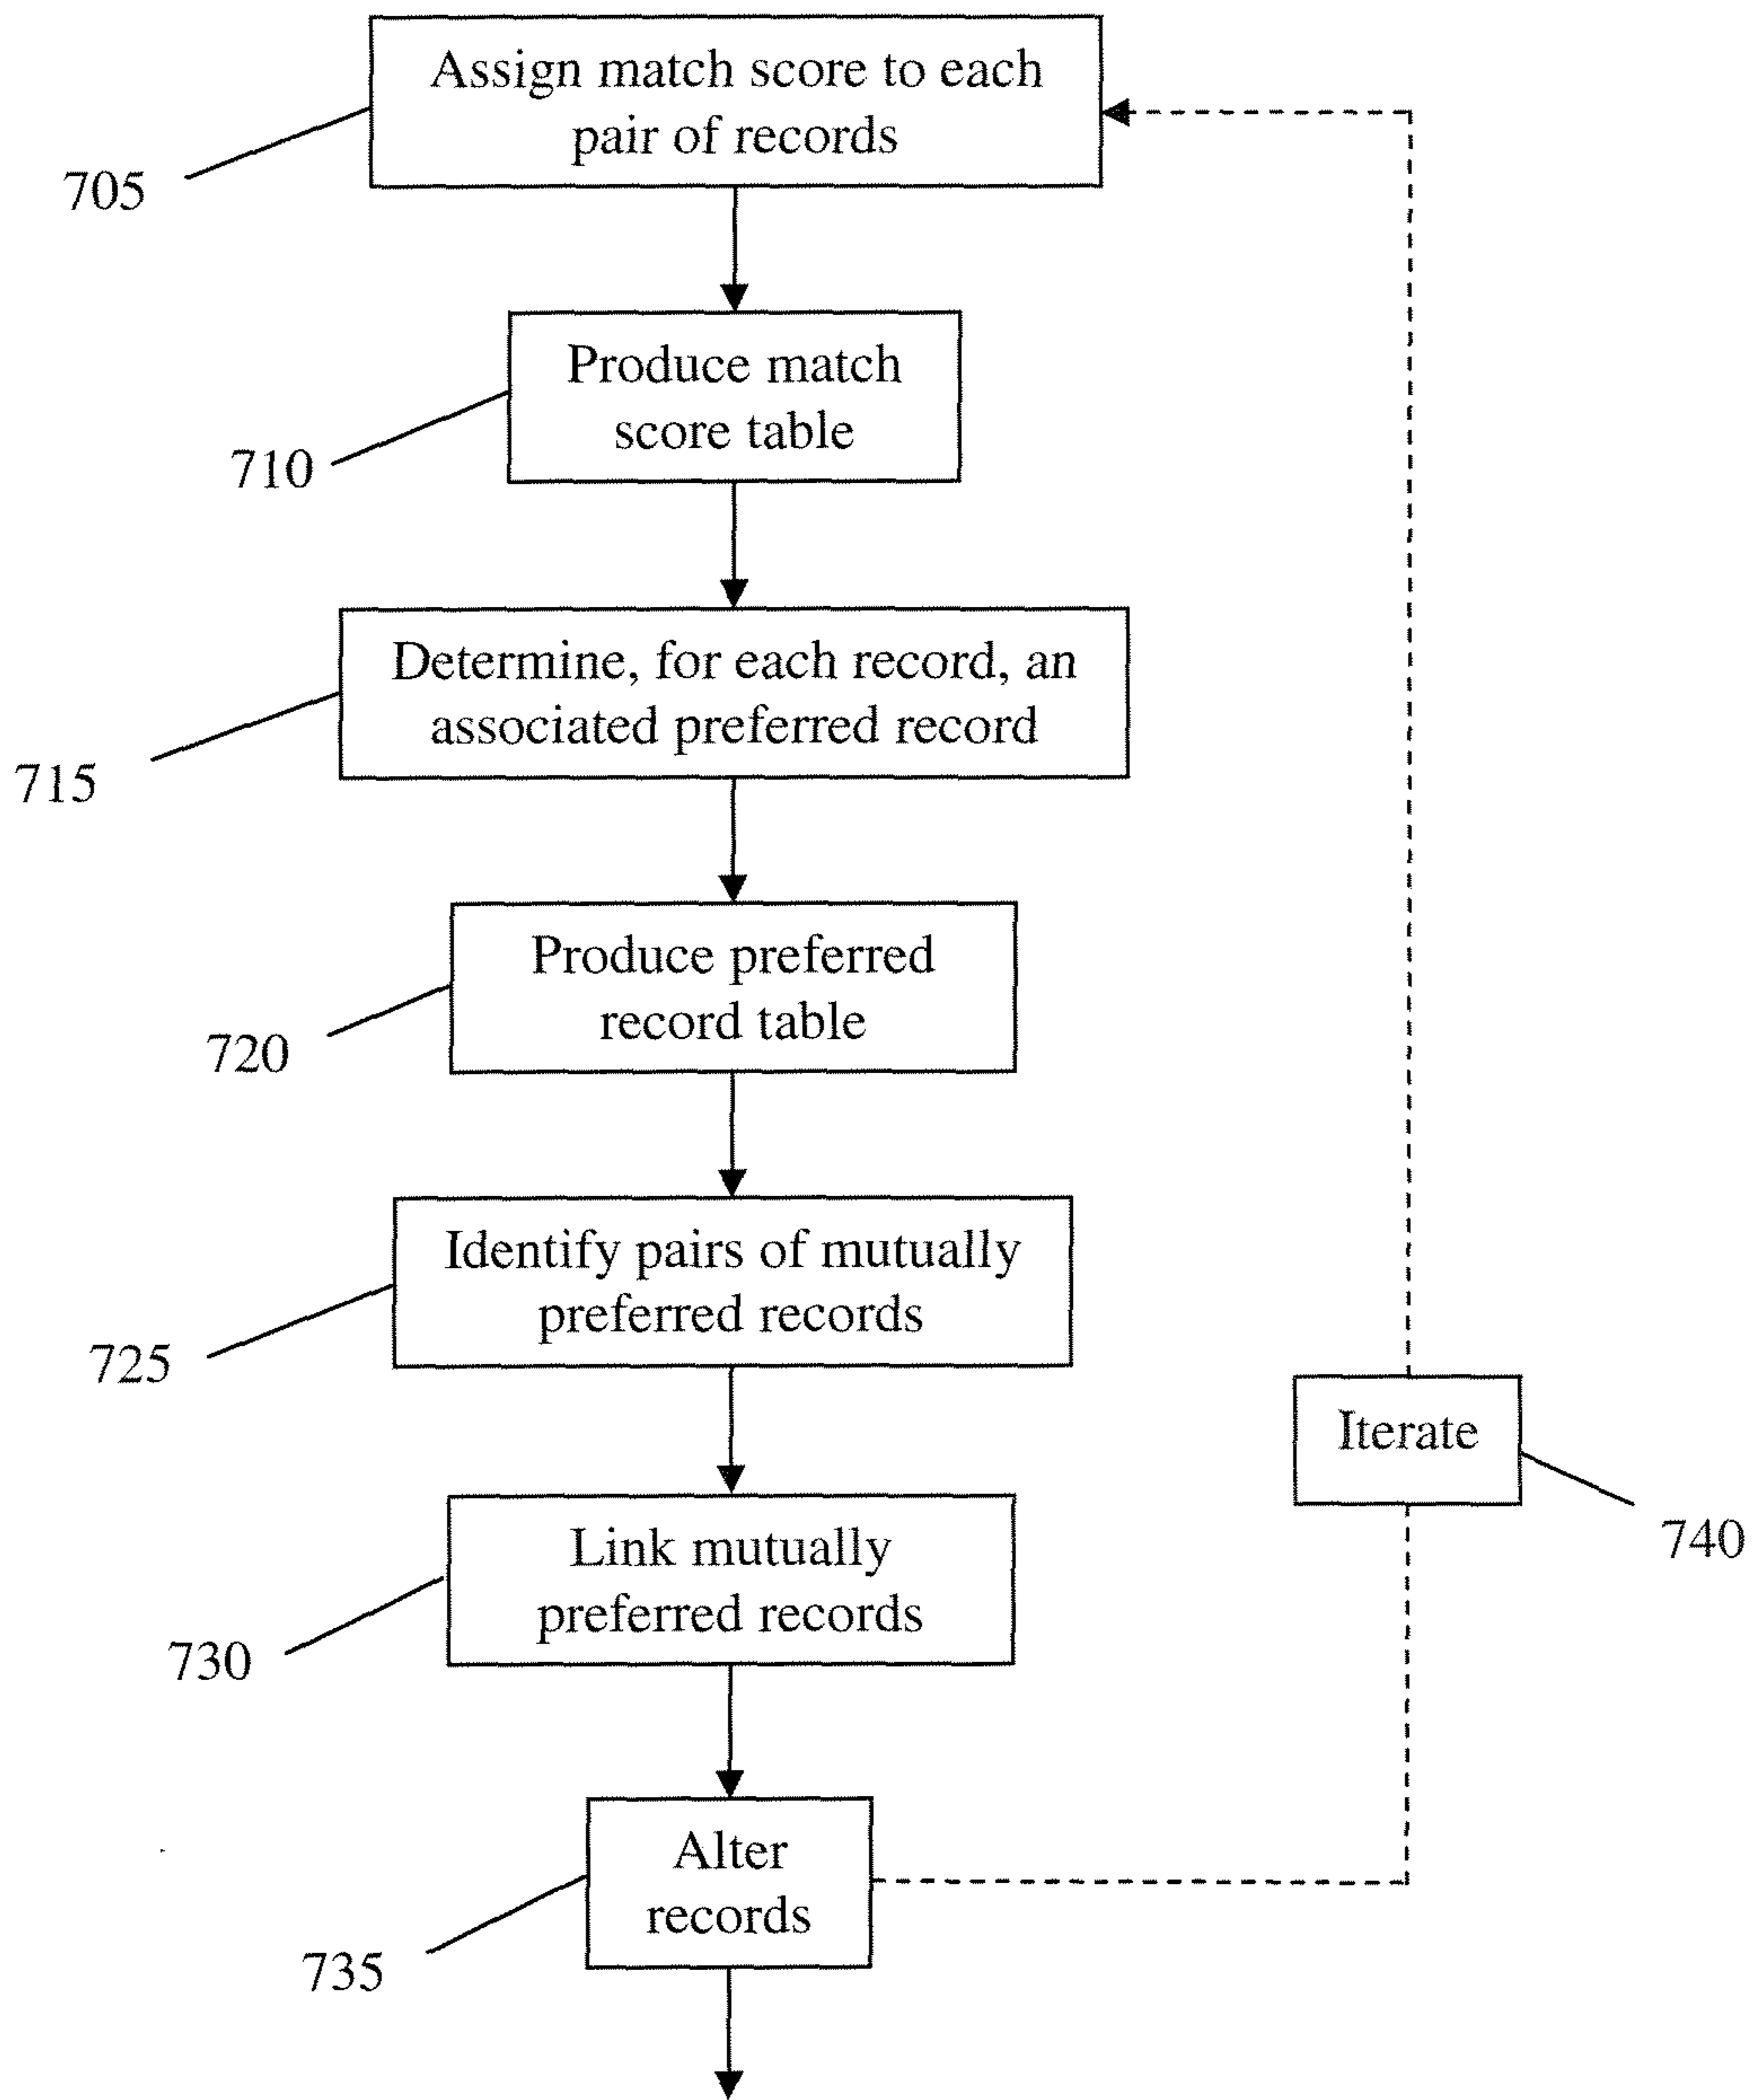 Assign match score to each
pair of records
705
Produce match
score table
710
Determine, for each record, an
associated preferred record
715
Produce preferred
record table
720
Identify pairs of mutually
preferred records
725
Iterate
740
Link mutually
preferred records
730
Alter
records
735